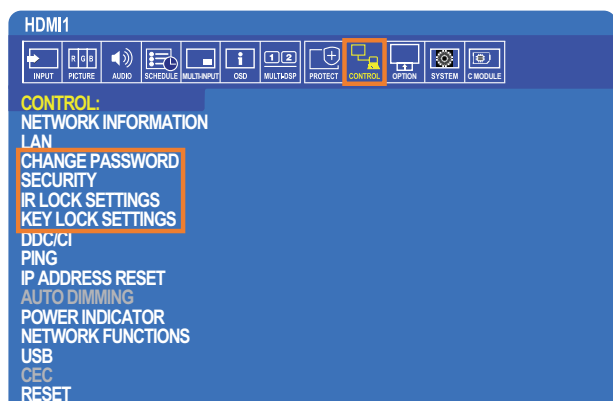 HDMI1
R G B
1 2
INPUT PICTURE AUDIO SCHEDULE MULTI-INPUT OSD MULTI-DSP PROTECT CONTROL OPTION SYSTEM C MODULE
CONTROL:
NETWORK INFORMATION
LAN
CHANGE PASSWORD
SECURITY
IR LOCK SETTINGS
KEY LOCK SETTINGS
DDC/CI
PING
IP ADDRESS RESET
AUTO DIMMING
POWER INDICATOR
NETWORK FUNCTIONS
USB
CEC
RESET